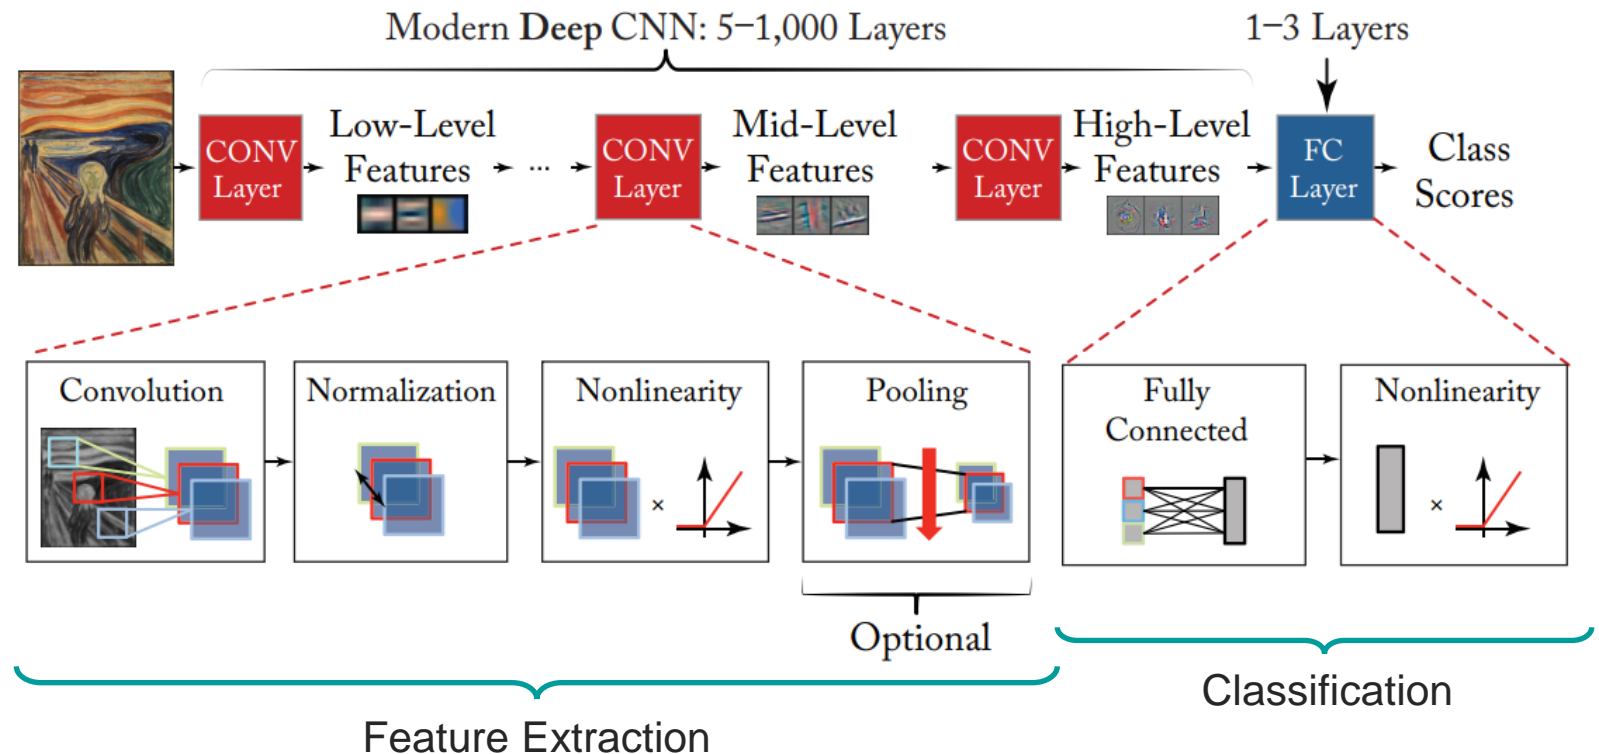 Modern Deep CNN: 5–1,000 Layers
1–3 Layers
CONV
Layer
Low-Level
Features
...
CONV
Layer
Mid-Level
Features
CONV
Layer
High-Level
Features
FC
Layer
Class
Scores
Convolution
Normalization
Nonlinearity
×
Pooling
Optional
Fully
Connected
Nonlinearity
×
Feature Extraction
Classification